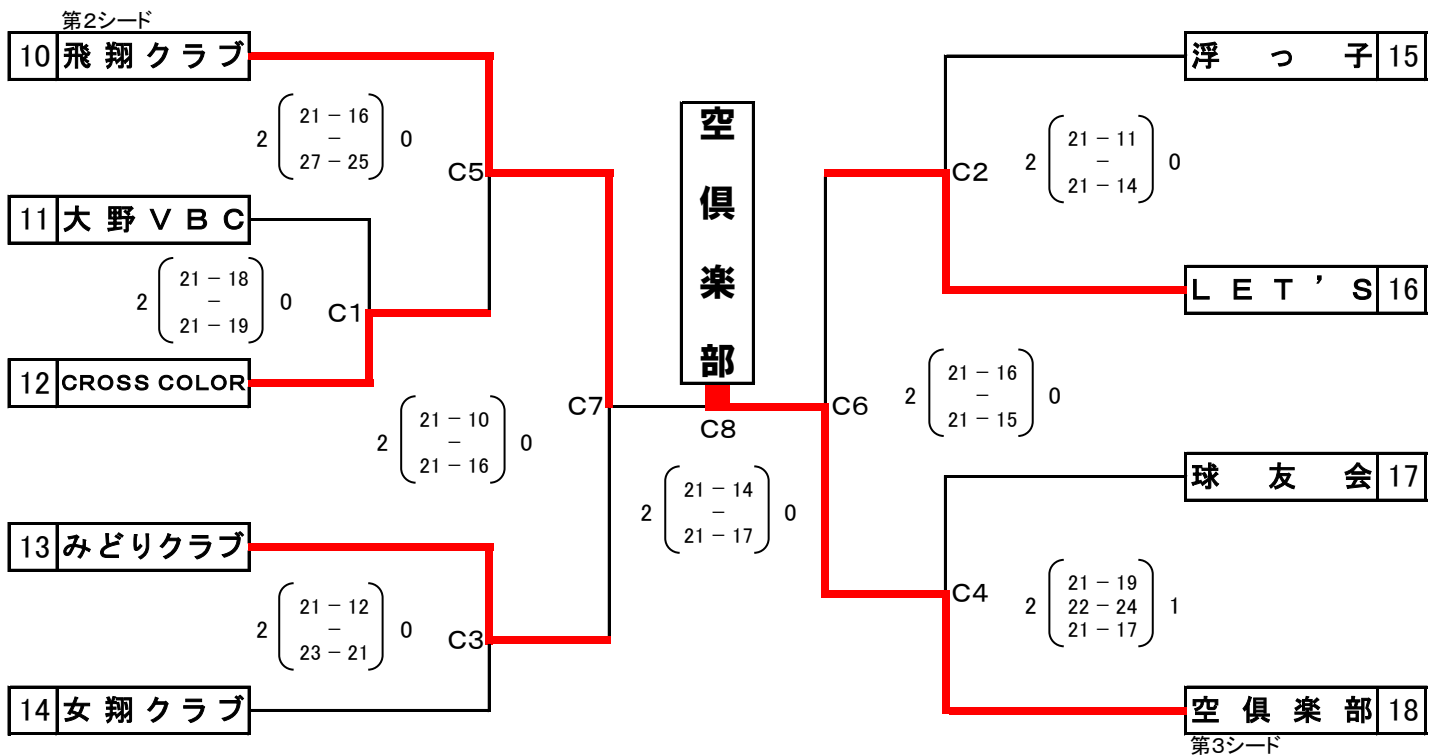 第2シード
10 飛翔クラブ
2 21 - 16 0
-
27 - 25
C5
11 大野VBC
2 21 - 18 0
-
21 - 19
C1
12 CROSS COLOR
2 21 - 10 0
-
21 - 16
C7
13 みどりクラブ
2 21 - 12 0
-
23 - 21
C3
14 女翔クラブ
空倶楽部
C8
2 21 - 14 0
-
21 - 17
浮っ子 15
C2
2 21 - 11 0
-
21 - 14
LET’S 16
C6
2 21 - 16 0
-
21 - 15
球友会 17
C4
2 21 - 19 1
22 - 24
21 - 17
空倶楽部 18
第3シード